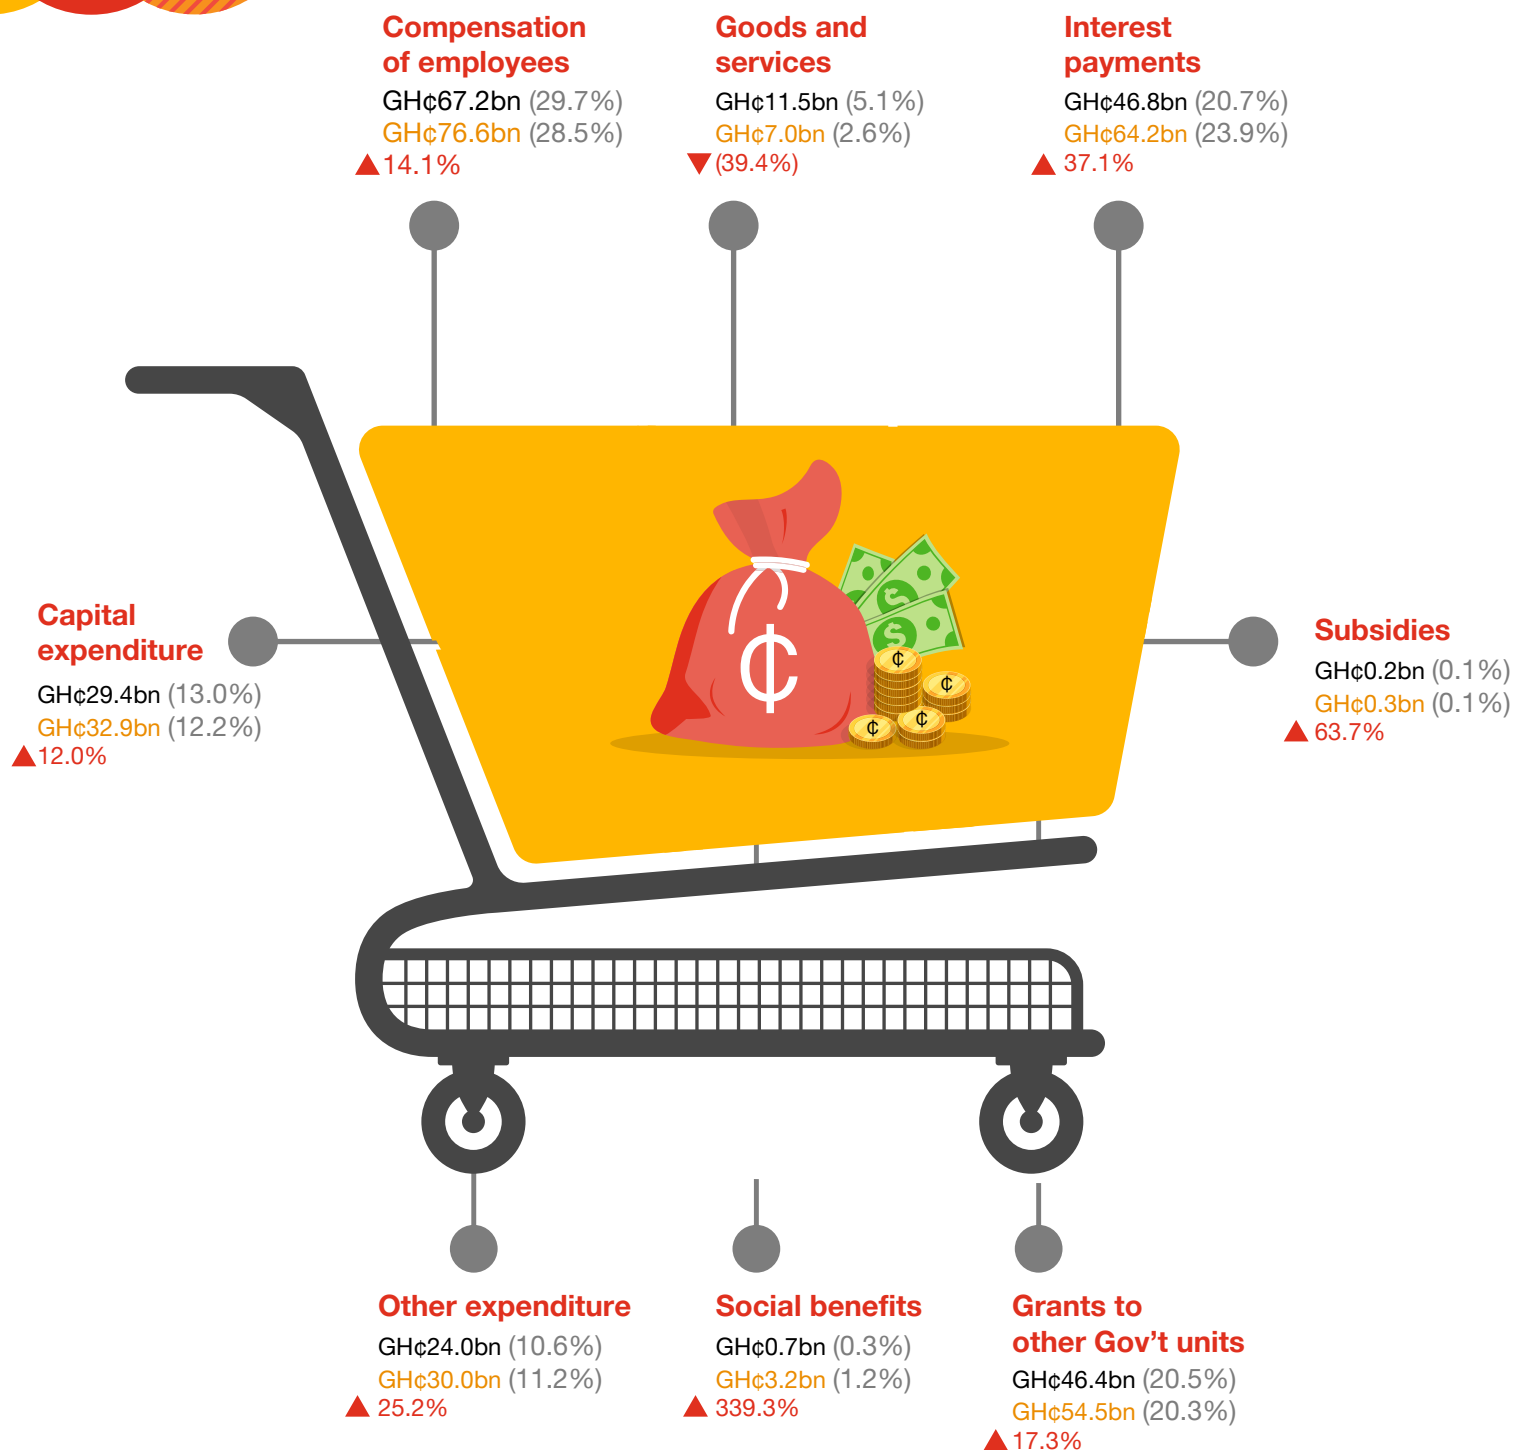 Compensation
of employees
GH¢67.2bn (29.7%)
GH¢76.6bn (28.5%)
14.1%
Goods and
services
GH¢11.5bn (5.1%)
GH¢7.0bn (2.6%)
(39.4%)
Interest
payments
GH¢46.8bn (20.7%)
GH¢64.2bn (23.9%)
37.1%
Capital
expenditure
GH¢29.4bn (13.0%)
GH¢32.9bn (12.2%)
12.0%
¢
$
$
¢
¢
¢
¢
Subsidies
GH¢0.2bn (0.1%)
GH¢0.3bn (0.1%)
63.7%
Other expenditure
GH¢24.0bn (10.6%)
GH¢30.0bn (11.2%)
25.2%
Social benefits
GH¢0.7bn (0.3%)
GH¢3.2bn (1.2%)
339.3%
Grants to
other Gov’t units
GH¢46.4bn (20.5%)
GH¢54.5bn (20.3%)
17.3%